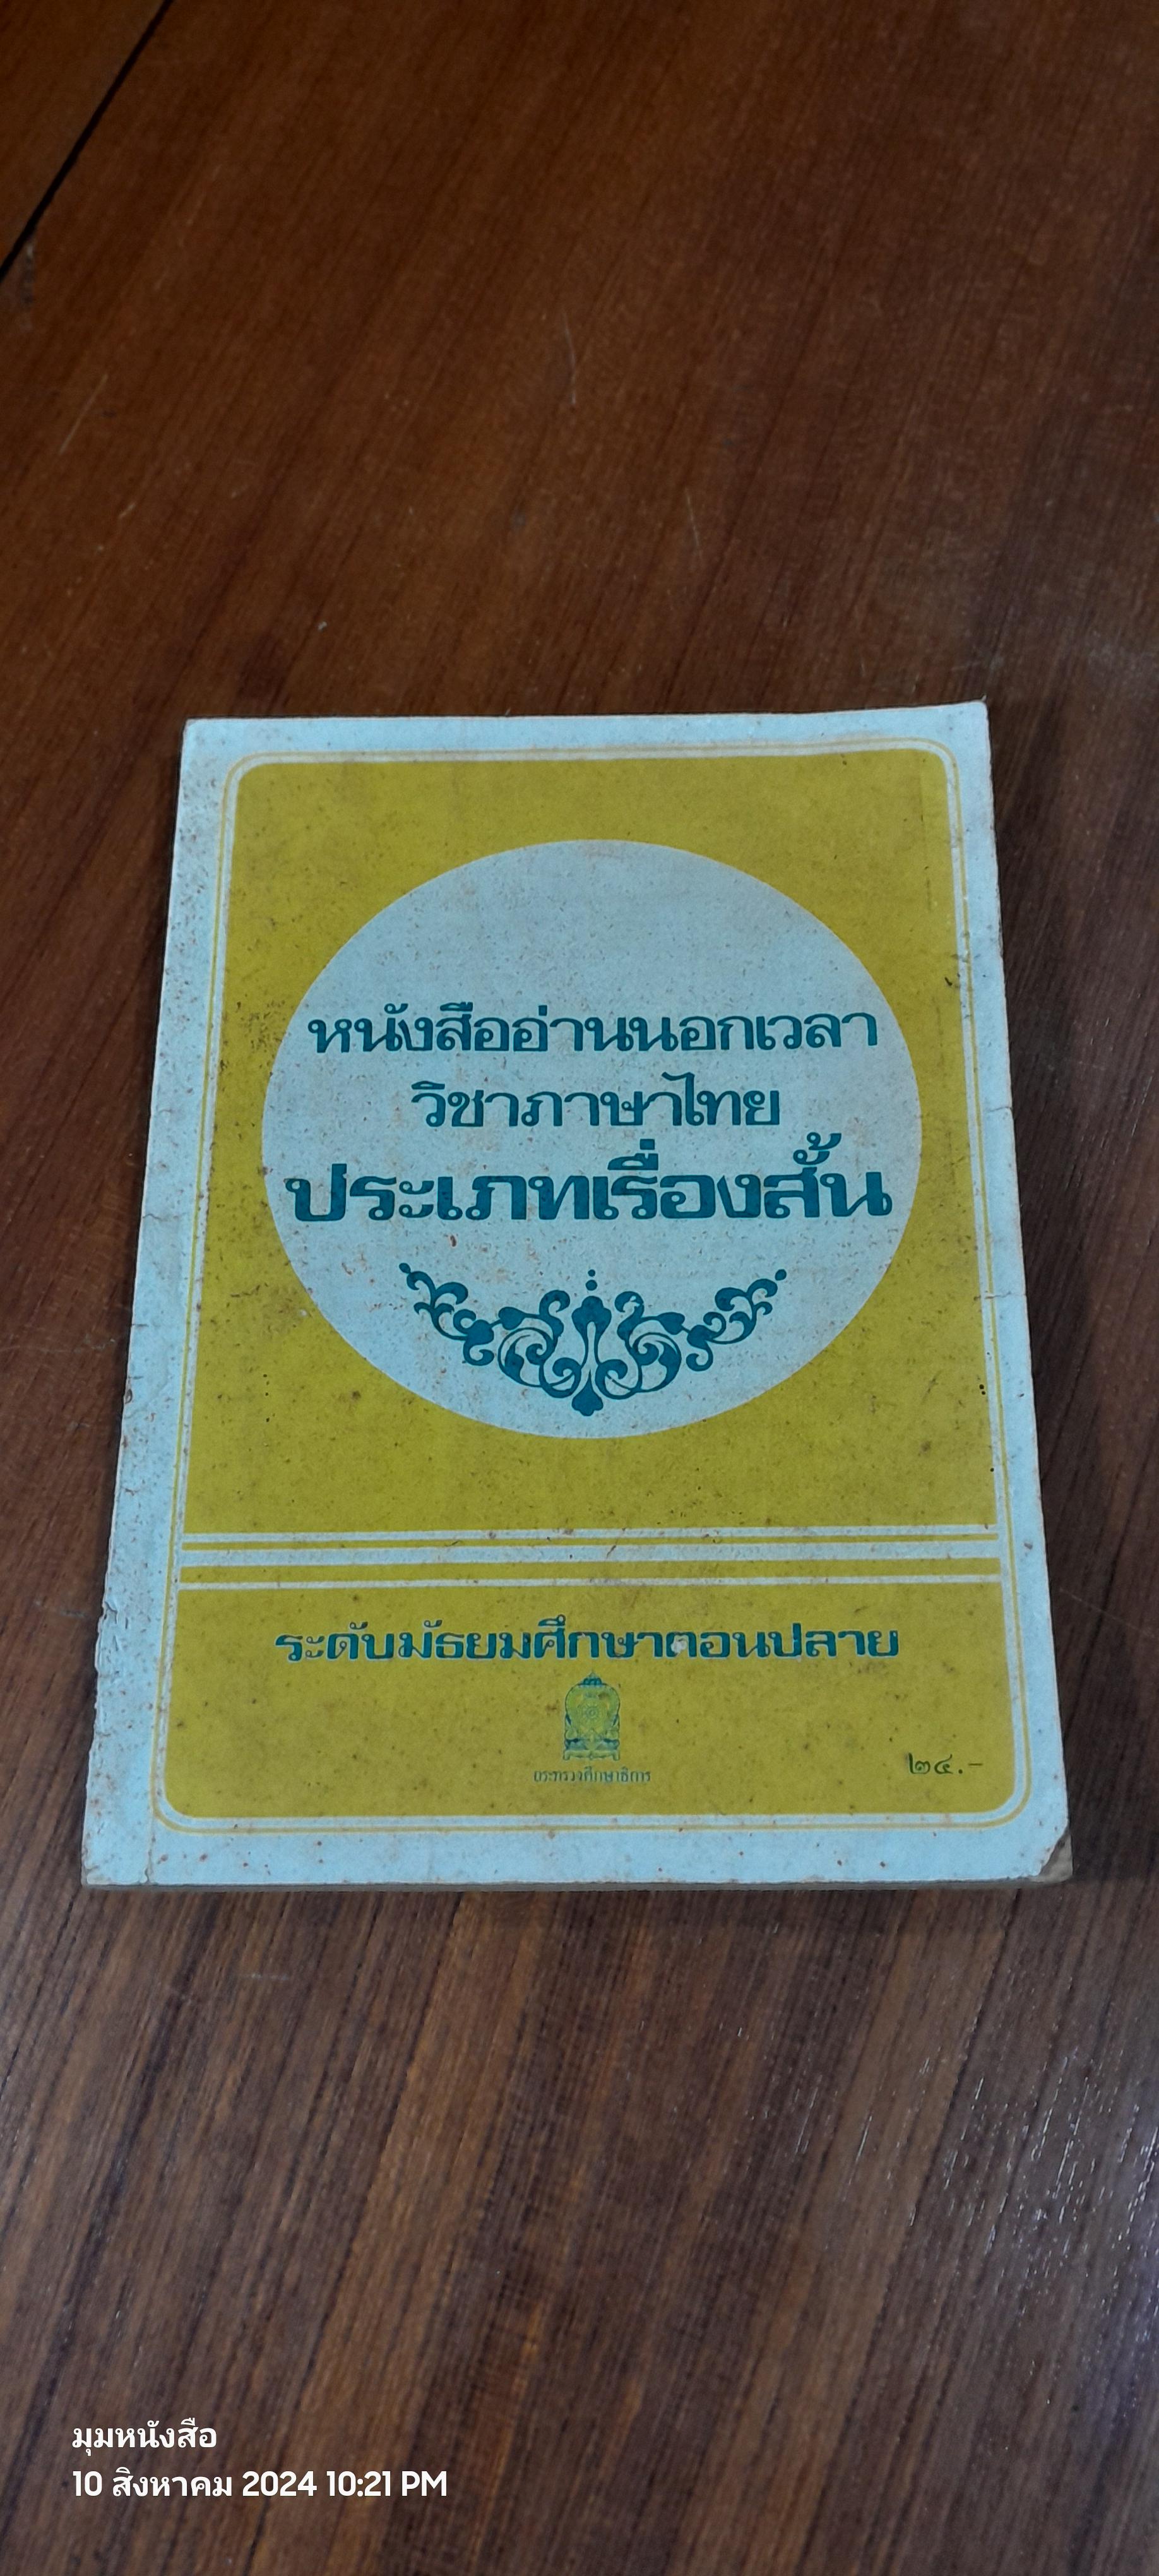 หนังสืออ่านนอกเวลา
วิชาภาษาไทย
ประเภทเรื่องสั้น
ระดับมัธยมศึกษาตอนปลาย
กระทรวงศึกษาธิการ
๒๔.–
มุมหนังสือ
10 สิงหาคม 2024 10:21 PM